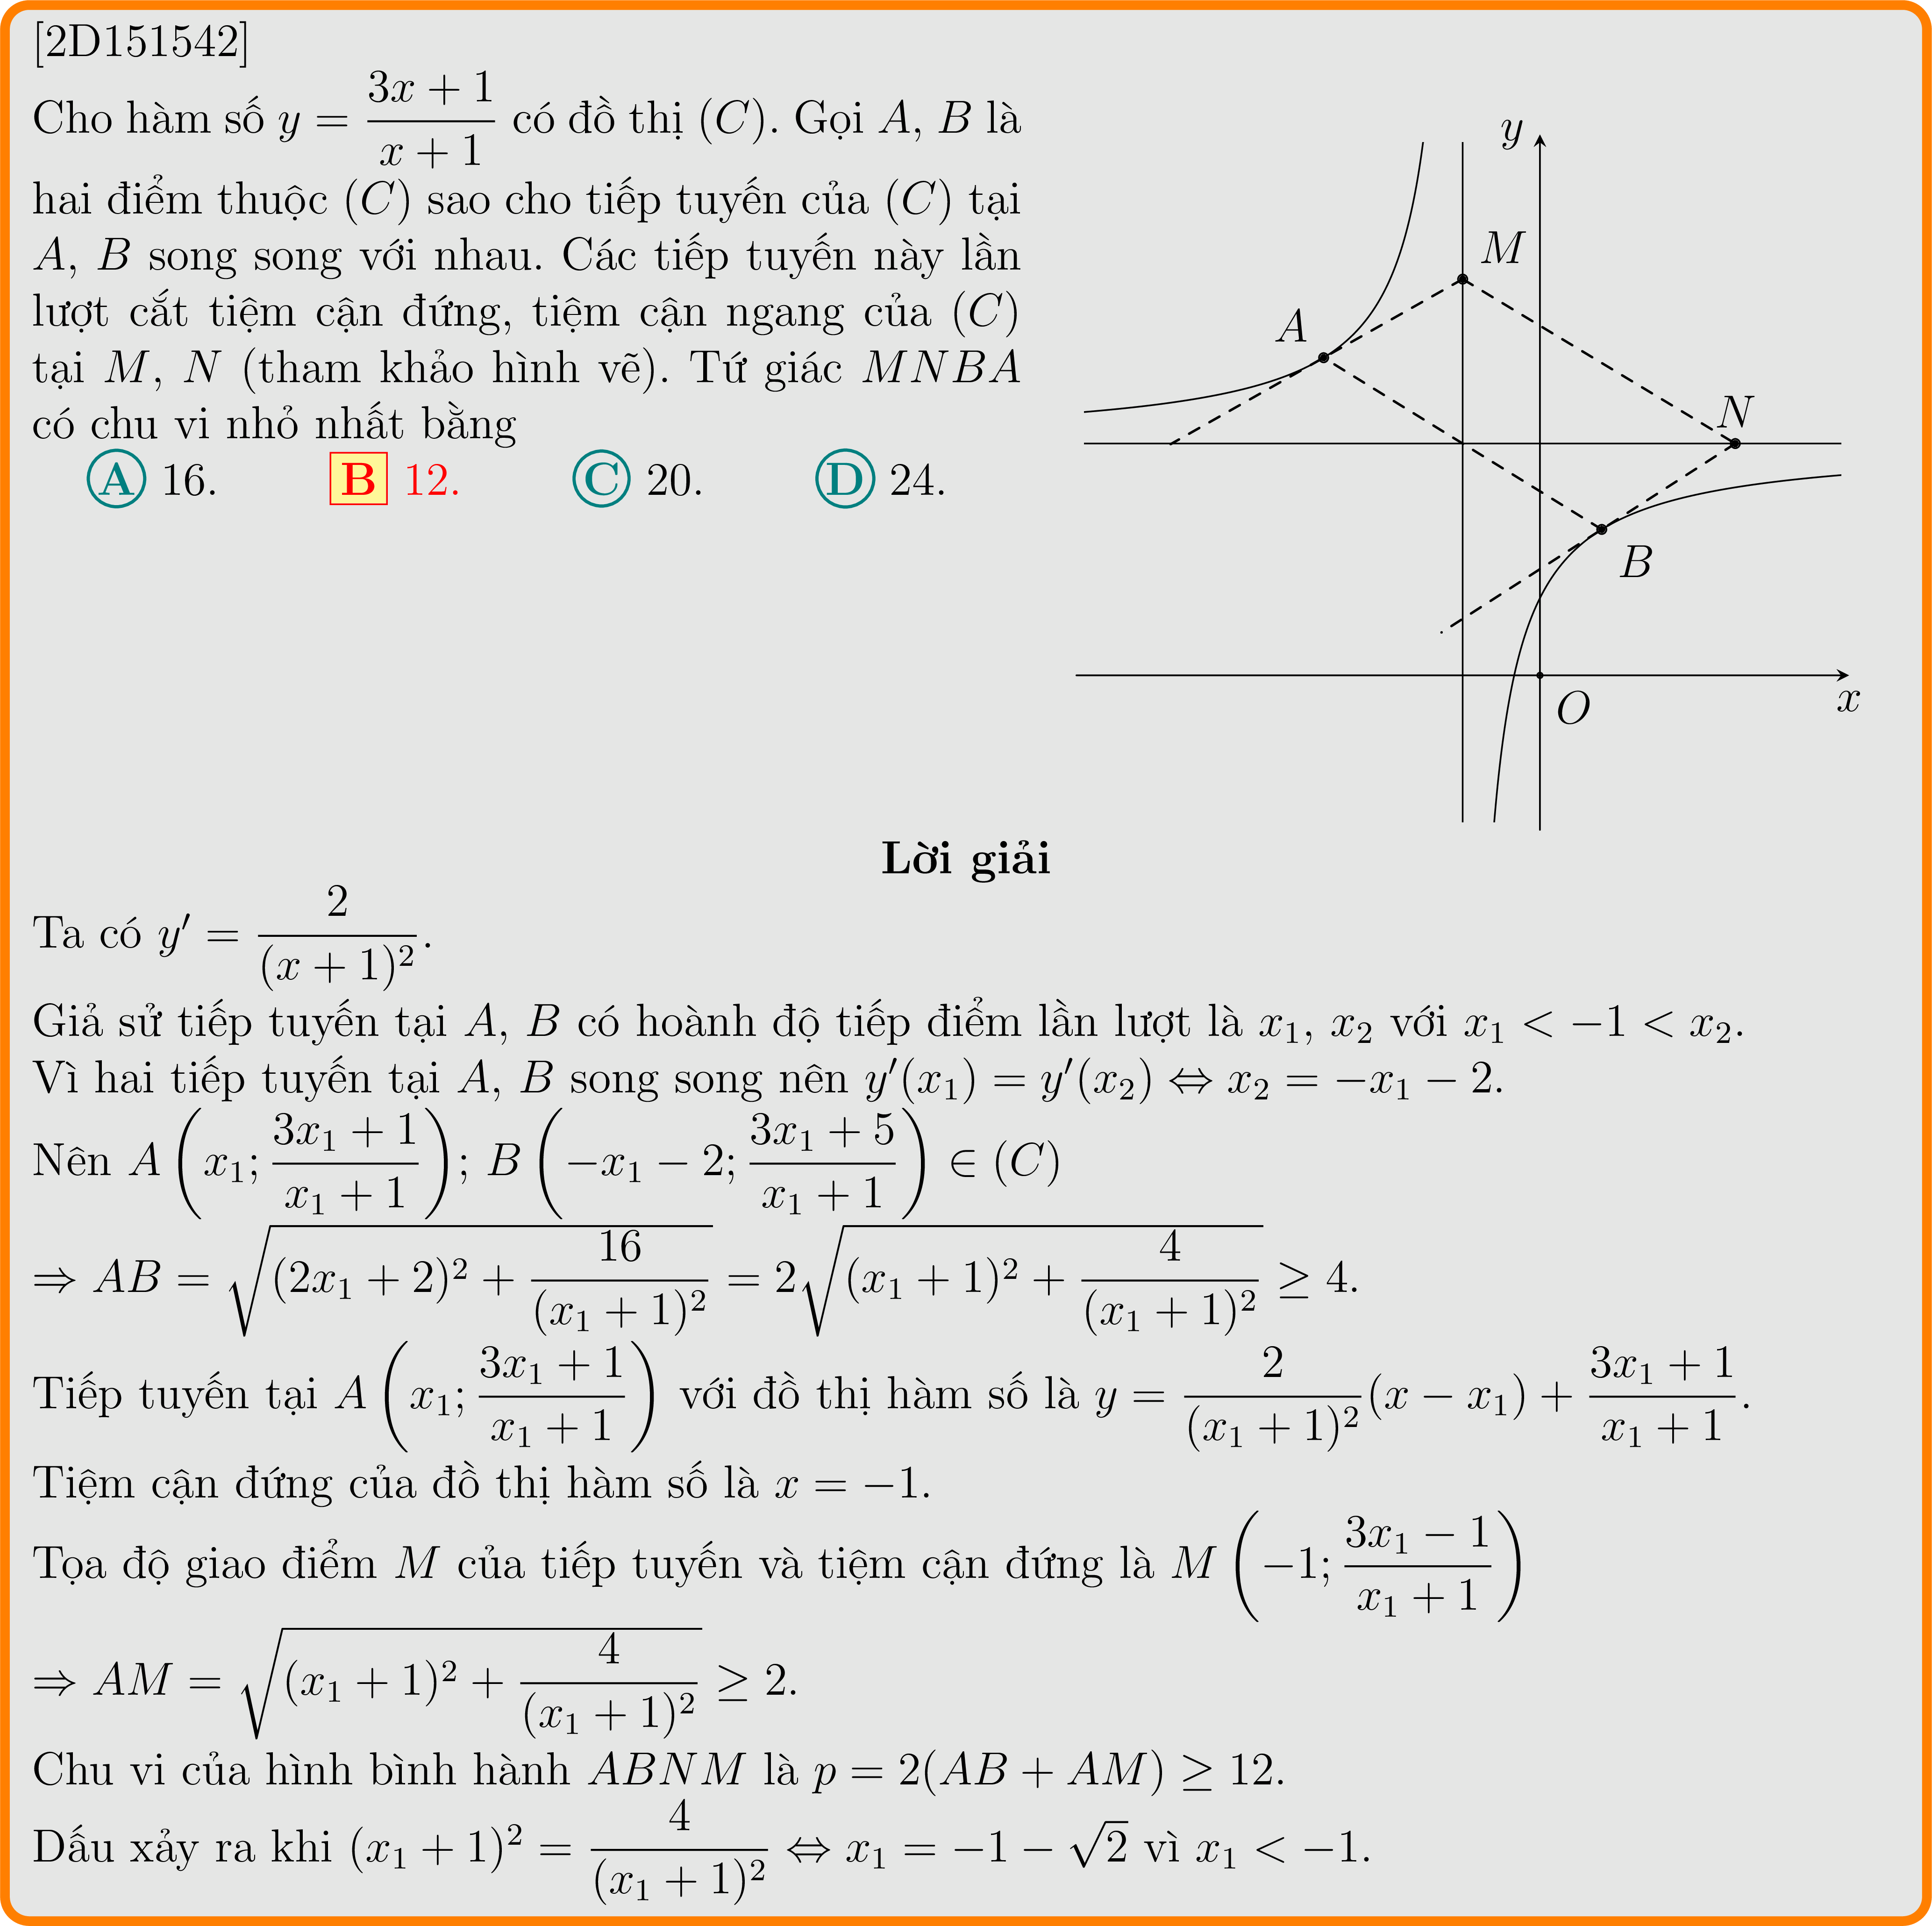 [2D151542]
Cho hàm số $y = \dfrac{3x+1}{x+1}$ có đồ thị $(C)$. Gọi $A$, $B$ là
hai điểm thuộc $(C)$ sao cho tiếp tuyến của $(C)$ tại
$A$, $B$ song song với nhau. Các tiếp tuyến này lần
lượt cắt tiệm cận đứng, tiệm cận ngang của $(C)$
tại $M$, $N$ (tham khảo hình vẽ). Tứ giác $MNBA$
có chu vi nhỏ nhất bằng
A 16. B 12. C 20. D 24.
y
M
A
N
B
x
O
Lời giải
Ta có $y' = \dfrac{2}{(x+1)^2}$.
Giả sử tiếp tuyến tại $A$, $B$ có hoành độ tiếp điểm lần lượt là $x_1$, $x_2$ với $x_1 < -1 < x_2$.
Vì hai tiếp tuyến tại $A$, $B$ song song nên $y'(x_1) = y'(x_2) \Leftrightarrow x_2 = -x_1 - 2$.
Nên $A\left(x_1; \dfrac{3x_1+1}{x_1+1}\right)$; $B\left(-x_1-2; \dfrac{3x_1+5}{x_1+1}\right) \in (C)$
$\Rightarrow AB = \sqrt{(2x_1+2)^2 + \dfrac{16}{(x_1+1)^2}} = 2\sqrt{(x_1+1)^2 + \dfrac{4}{(x_1+1)^2}} \geq 4$.
Tiếp tuyến tại $A\left(x_1; \dfrac{3x_1+1}{x_1+1}\right)$ với đồ thị hàm số là $y = \dfrac{2}{(x_1+1)^2}(x - x_1) + \dfrac{3x_1+1}{x_1+1}$.
Tiệm cận đứng của đồ thị hàm số là $x = -1$.
Tọa độ giao điểm $M$ của tiếp tuyến và tiệm cận đứng là $M\left(-1; \dfrac{3x_1-1}{x_1+1}\right)$
$\Rightarrow AM = \sqrt{(x_1+1)^2 + \dfrac{4}{(x_1+1)^2}} \geq 2$.
Chu vi của hình bình hành $ABNM$ là $p = 2(AB + AM) \geq 12$.
Dấu xảy ra khi $(x_1+1)^2 = \dfrac{4}{(x_1+1)^2} \Leftrightarrow x_1 = -1 - \sqrt{2}$ vì $x_1 < -1$.